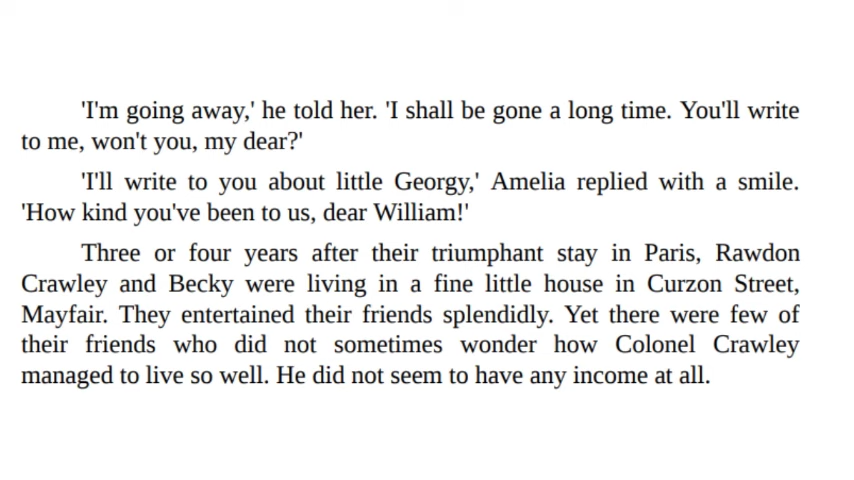 'I'm going away,' he told her. 'I shall be gone a long time. You'll write
to me, won't you, my dear?'
'I'll write to you about little Georgy,' Amelia replied with a smile.
'How kind you've been to us, dear William!'
Three or four years after their triumphant stay in Paris, Rawdon
Crawley and Becky were living in a fine little house in Curzon Street,
Mayfair. They entertained their friends splendidly. Yet there were few of
their friends who did not sometimes wonder how Colonel Crawley
managed to live so well. He did not seem to have any income at all.